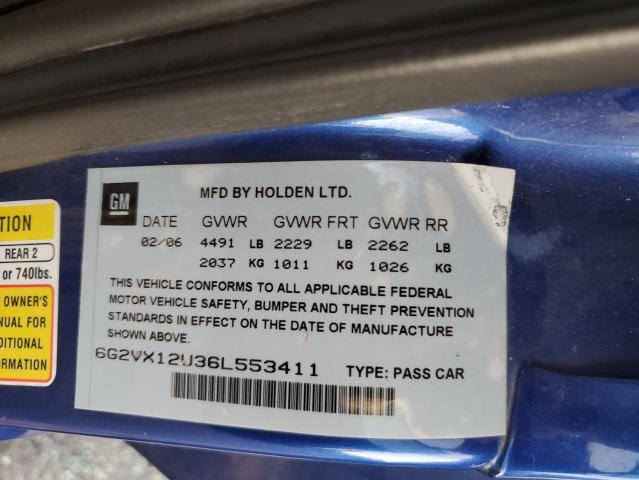 TION
REAR 2
or 740lbs.
OWNER'S
NUAL FOR
DITIONAL
ORMATION
GM
MFD BY HOLDEN LTD.
DATE GVWR GVWR FRT GVWR RR
02/06 4491 LB 2229 LB 2262 LB
2037 KG 1011 KG 1026 KG
THIS VEHICLE CONFORMS TO ALL APPLICABLE FEDERAL
MOTOR VEHICLE SAFETY, BUMPER AND THEFT PREVENTION
STANDARDS IN EFFECT ON THE DATE OF MANUFACTURE
SHOWN ABOVE.
6G2VX12U36L553411 TYPE: PASS CAR